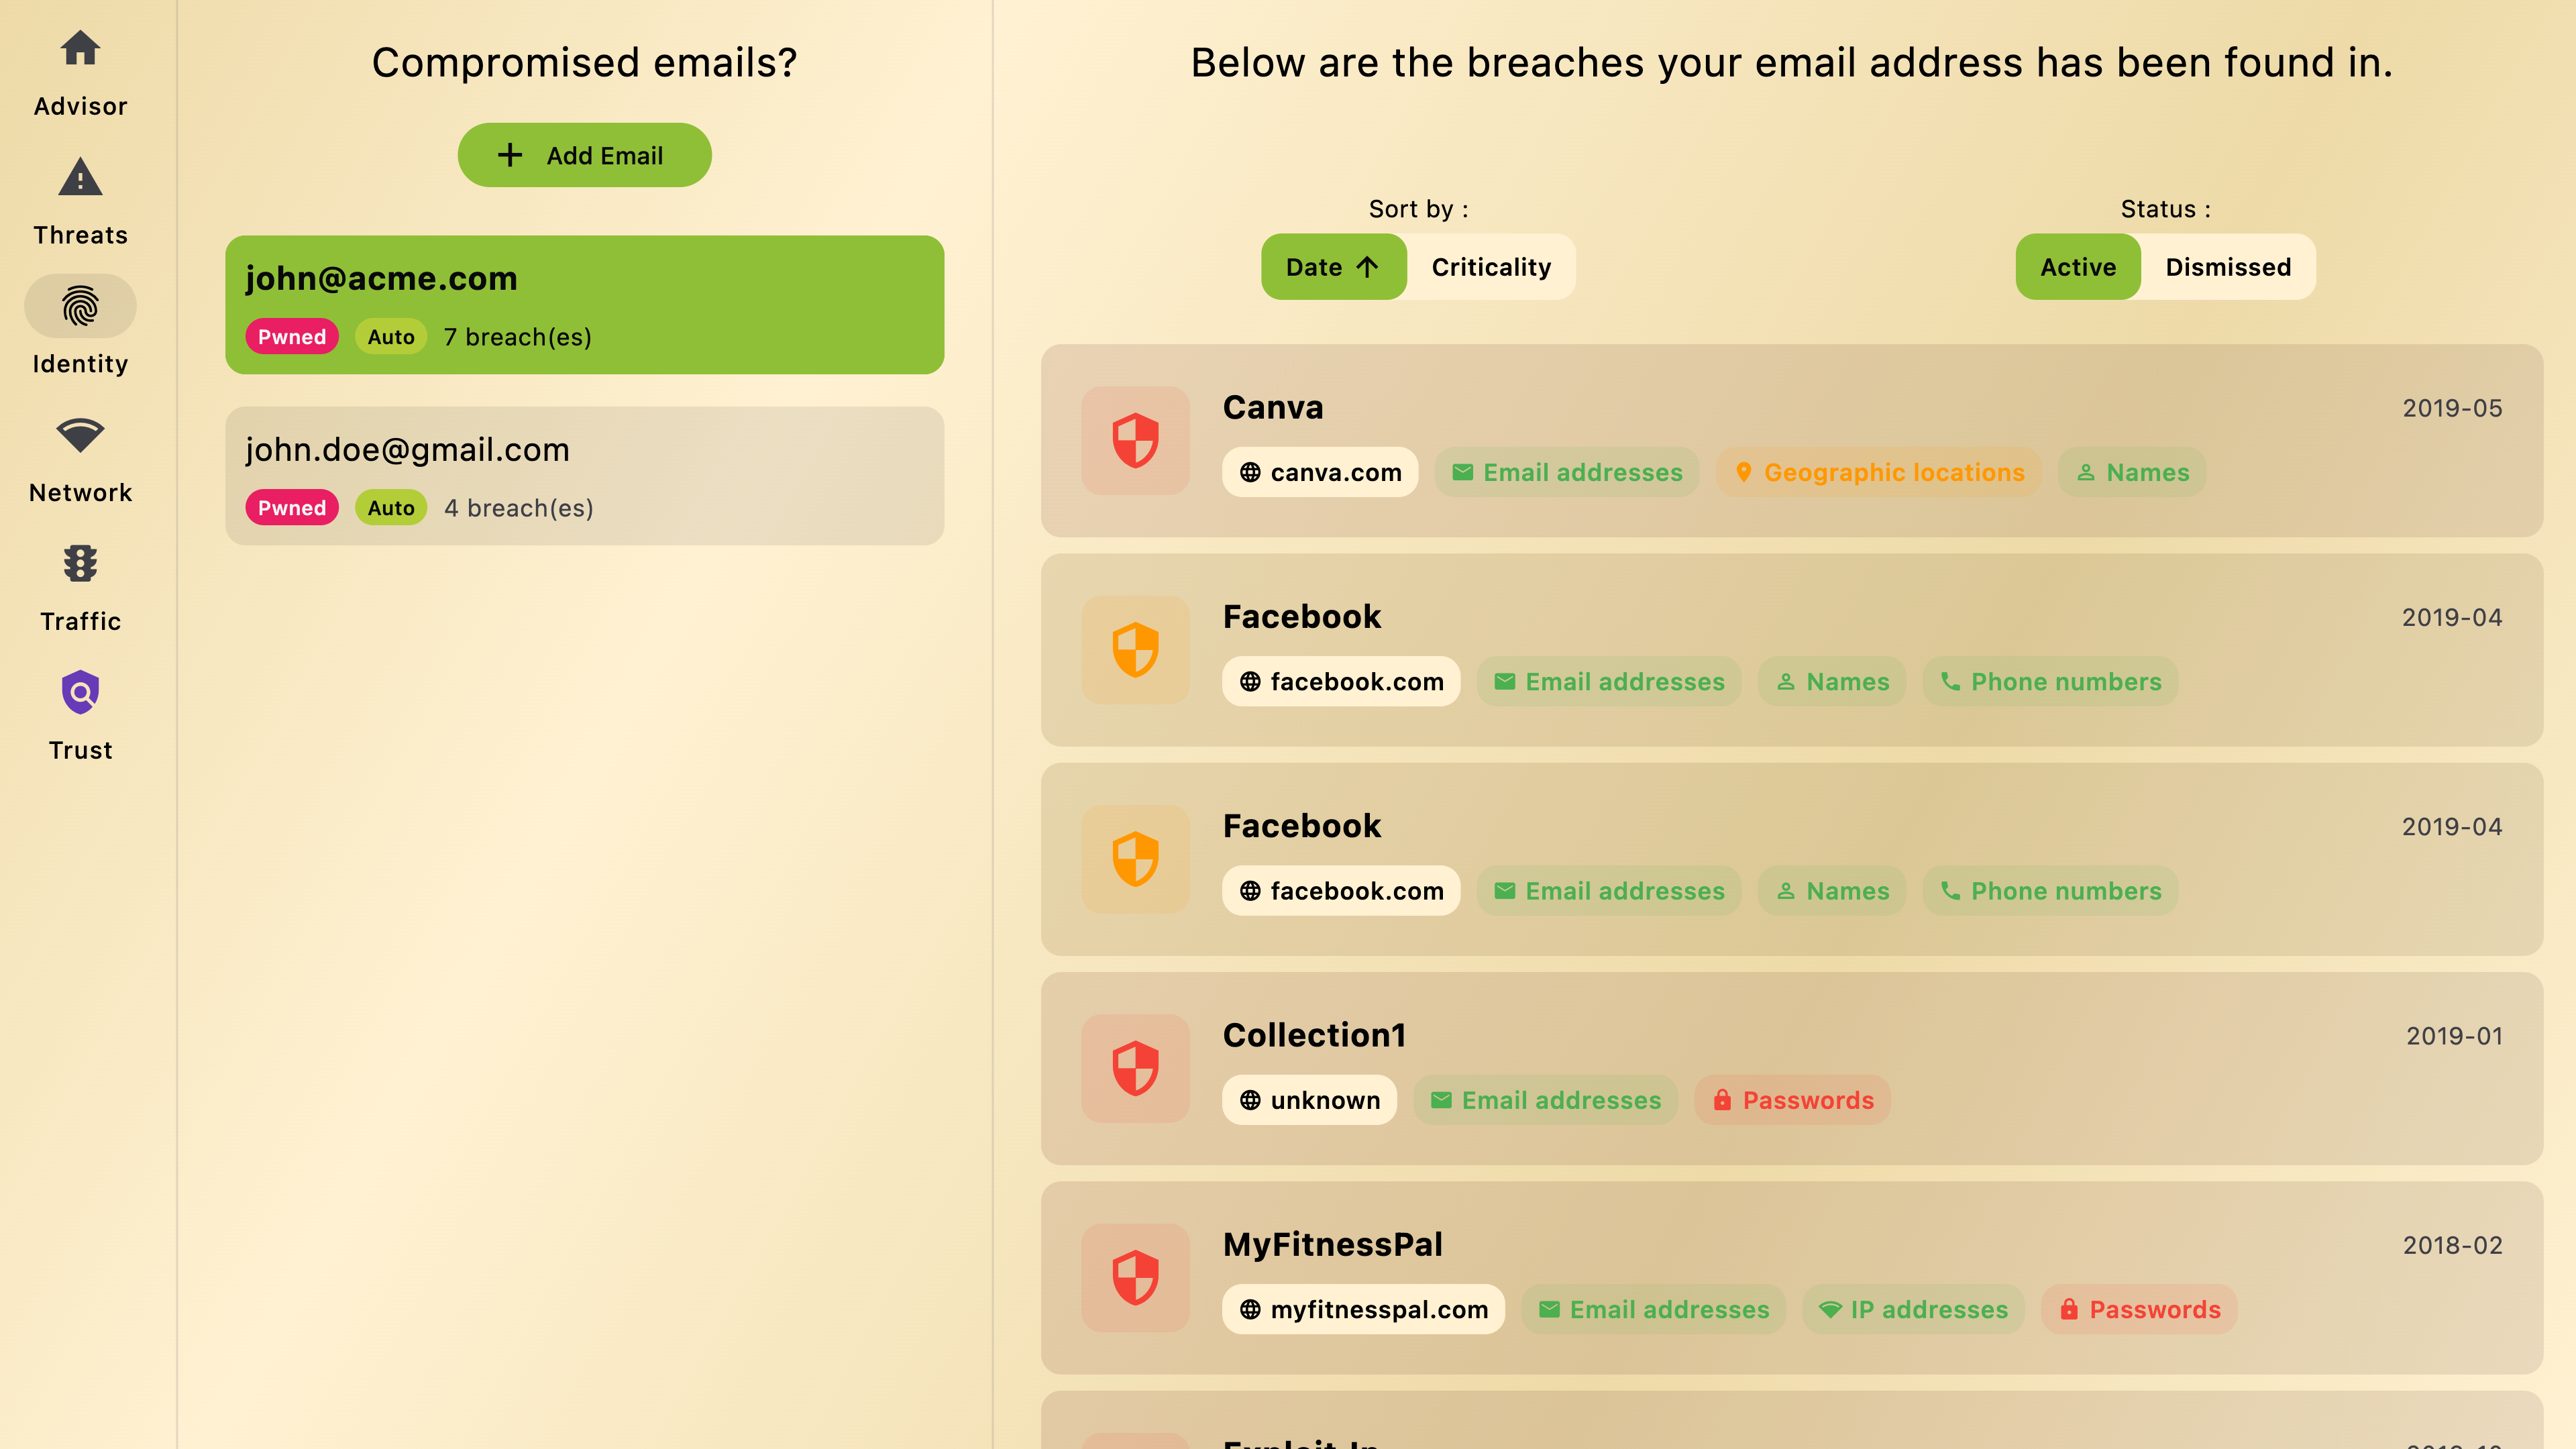 Advisor
Threats
Identity
Network
Traffic
Trust
Compromised emails?
Add Email
john@acme.com
Pwned Auto 7 breach(es)
john.doe@gmail.com
Pwned Auto 4 breach(es)
Below are the breaches your email address has been found in.
Sort by :
Date Criticality
Status :
Active Dismissed
Canva 2019-05
canva.com Email addresses Geographic locations Names
Facebook 2019-04
facebook.com Email addresses Names Phone numbers
Facebook 2019-04
facebook.com Email addresses Names Phone numbers
Collection1 2019-01
unknown Email addresses Passwords
MyFitnessPal 2018-02
myfitnesspal.com Email addresses IP addresses Passwords